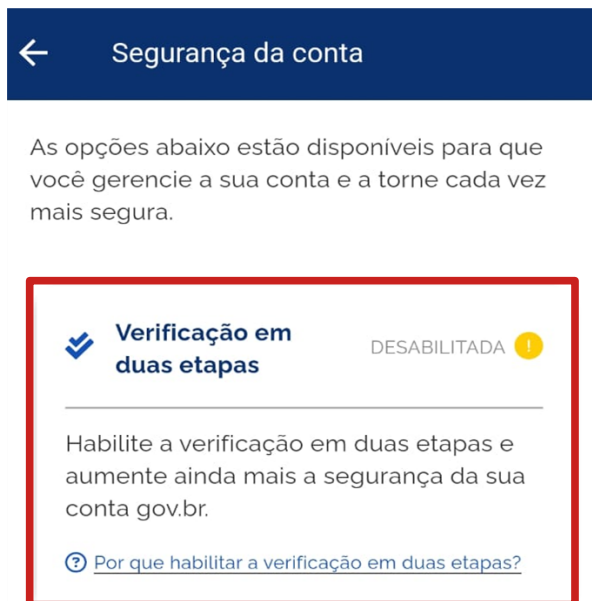 Segurança da conta
As opções abaixo estão disponíveis para que
você gerencie a sua conta e a torne cada vez
mais segura.
Verificação em
duas etapas
DESABILITADA !
Habilite a verificação em duas etapas e
aumente ainda mais a segurança da sua
conta gov.br.
? Por que habilitar a verificação em duas etapas?